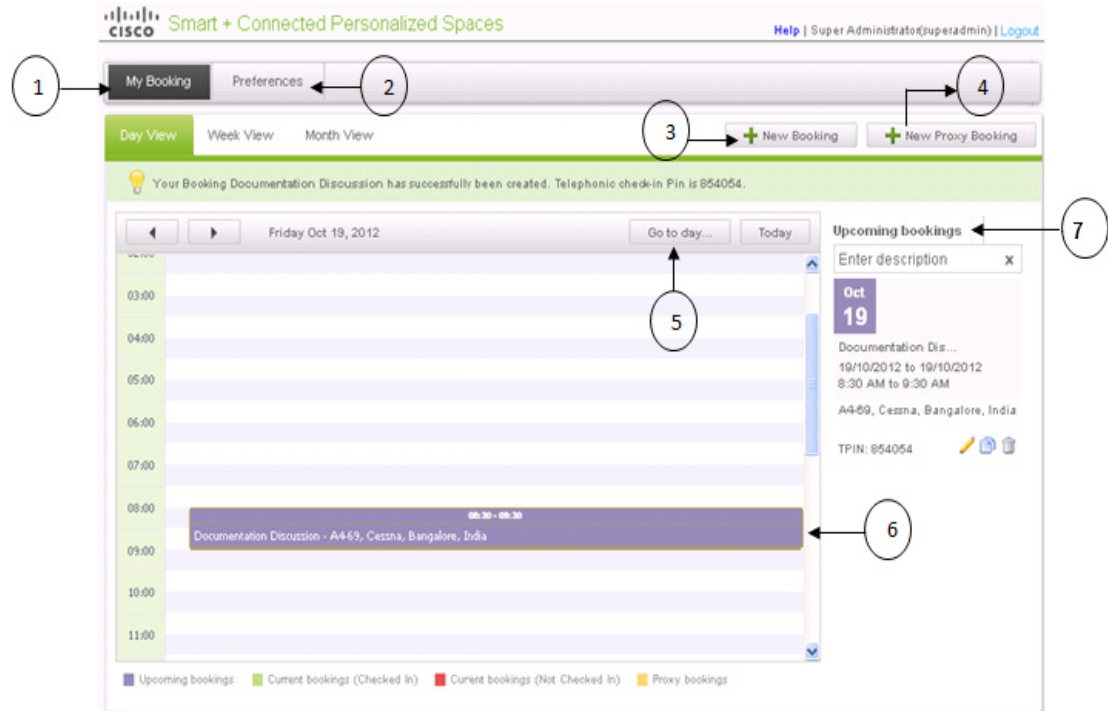 CISCO Smart + Connected Personalized Spaces
Help | Super Administrator(superadmin) | Logout
1
My Booking
Preferences
2
4
Day View
Week View
Month View
3
New Booking
New Proxy Booking
Your Booking Documentation Discussion has successfully been created. Telephonic check-in Pin is 854054.
Friday Oct 19, 2012
Go to day...
Today
Upcoming bookings
7
Enter description x
Oct
19
Documentation Dis...
19/10/2012 to 19/10/2012
8:30 AM to 9:30 AM
A4-69, Cessna, Bangalore, India
TPIN: 854054
03:00
5
04:00
05:00
06:00
07:00
08:00
08:30 - 09:30
Documentation Discussion - A4-69, Cessna, Bangalore, India
6
09:00
10:00
11:00
Upcoming bookings
Current bookings (Checked In)
Current bookings (Not Checked In)
Proxy bookings